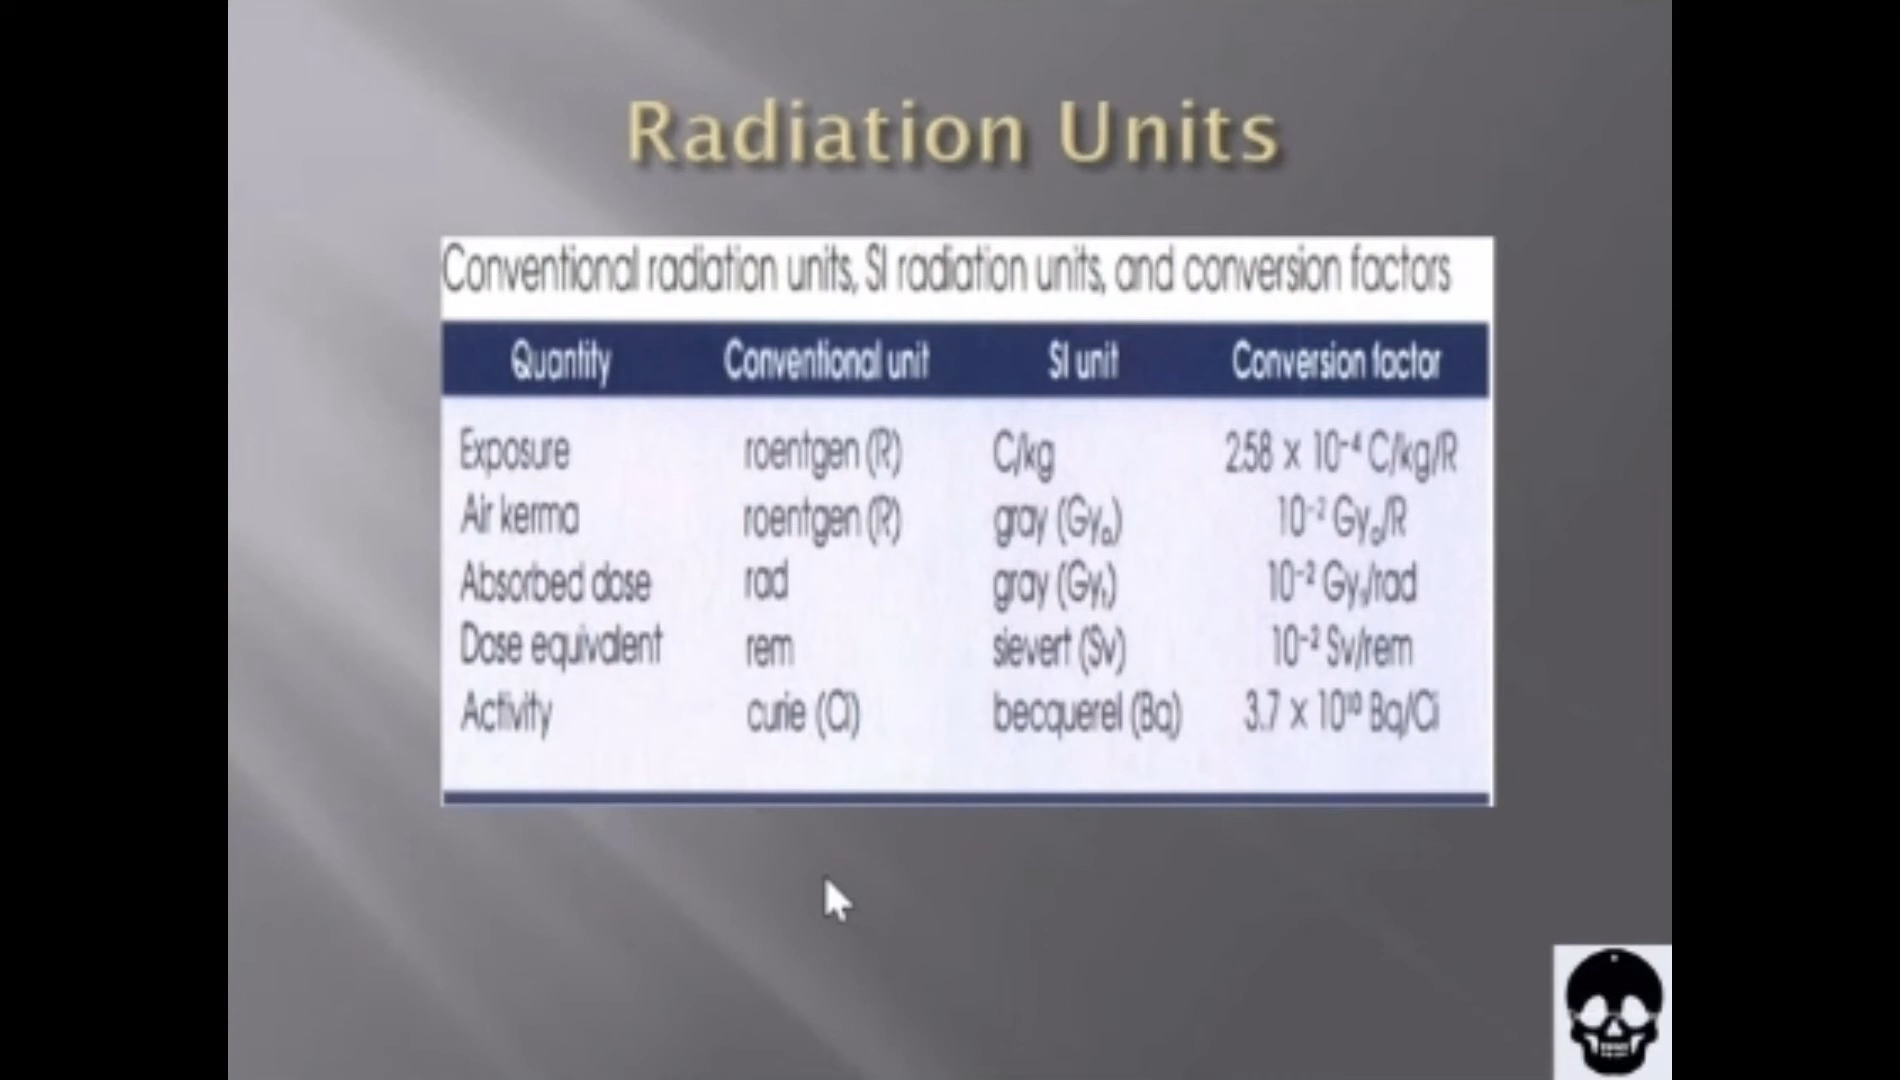 Radiation Units
Conventional radiation units, SI radiation units, and conversion factors
Quantity Conventional unit SI unit Conversion factor
Exposure roentgen (R) C/kg 2.58 × 10⁻⁴ C/kg/R
Air kerma roentgen (R) gray (Gyₐ) 10⁻² Gyₐ/R
Absorbed dose rad gray (Gyₜ) 10⁻² Gyₜ/rad
Dose equivalent rem sievert (Sv) 10⁻² Sv/rem
Activity curie (Ci) becquerel (Bq) 3.7 × 10¹⁰ Bq/Ci